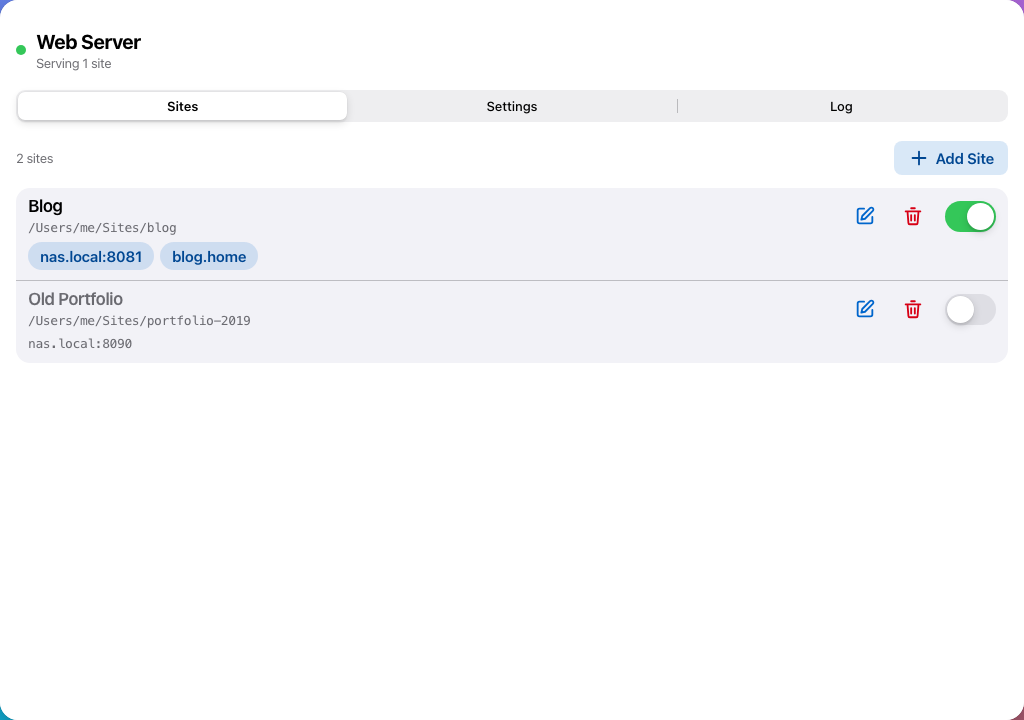 Web Server
Serving 1 site
Sites Settings Log
2 sites
Add Site
Blog
/Users/me/Sites/blog
nas.local:8081 blog.home
Old Portfolio
/Users/me/Sites/portfolio-2019
nas.local:8090